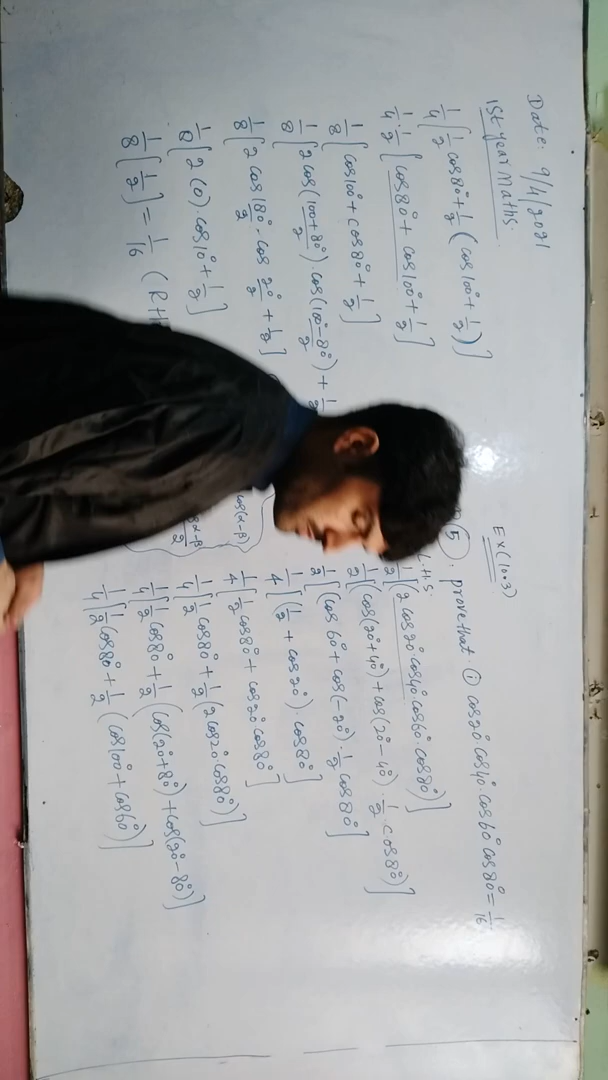 Date: 9/4/2021
1st year Maths.
1/4 [1/2 cos80° + 1/2 (cos100° + 1/2)]
1/4 · 1/2 [cos80° + cos100° + 1/2]
1/8 [cos100° + cos80° + 1/2]
1/8 [2 cos(100°+80°/2) · cos(100°-80°/2) + 1/2
1/8 [2 cos 180°/2 · cos 20°/2 + 1/2]
1/8 [2 (0) · cos10° + 1/2]
1/8 [1/2] = 1/16 (R.H
cos(α-β)
α-β/2
Ex(10.3)
5. prove that ① cos20° cos40° cos60° cos80° = 1/16
L.H.S:
1/2 [2 cos20° cos40° cos60° cos80°)]
1/2 [(cos(20°+40°) + cos(20°-40°) · 1/2 · cos80°)]
1/2 [(cos60° + cos(-20°) · 1/2 cos80°]
1/4 [(1/2 + cos20°) · cos80°]
1/4 [1/2 cos80° + cos20° cos80°]
1/4 [1/2 cos80° + 1/2 (2cos20° cos80°)]
1/4 [1/2 cos80° + 1/2 (cos(20°+80°) + cos(20°-80°)]
1/4 [1/2 cos80° + 1/2 (cos100° + cos60°)]